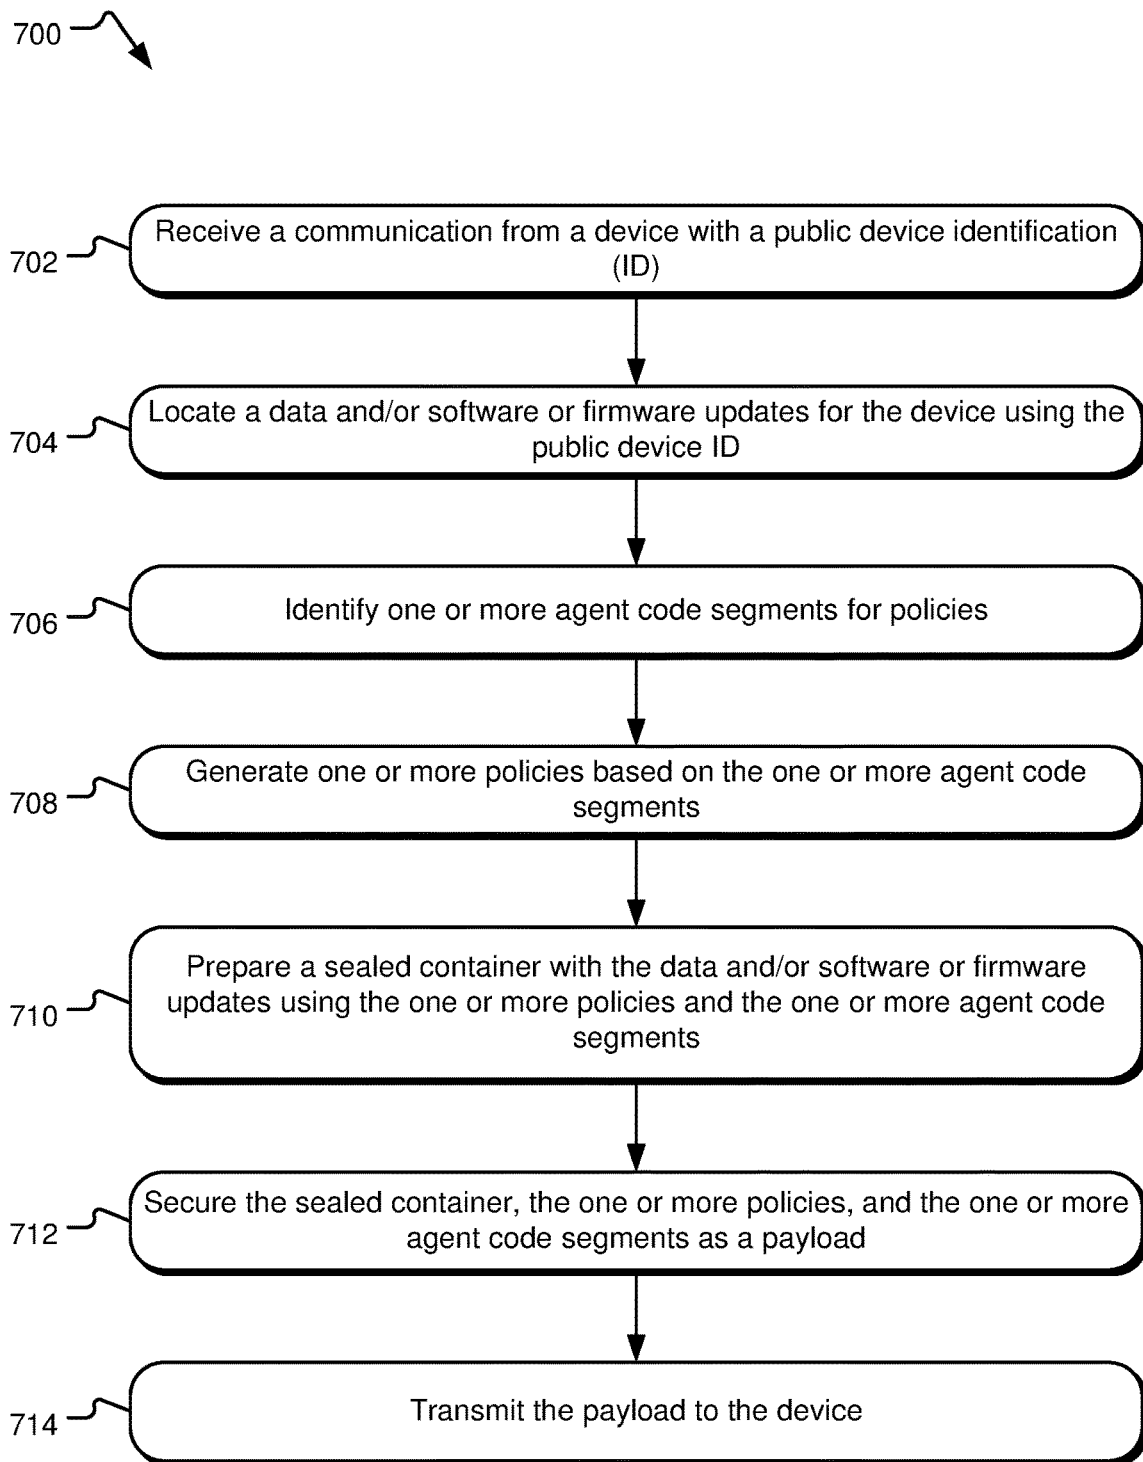 700
702
Receive a communication from a device with a public device identification
(ID)
704
Locate a data and/or software or firmware updates for the device using the
public device ID
706
Identify one or more agent code segments for policies
708
Generate one or more policies based on the one or more agent code
segments
710
Prepare a sealed container with the data and/or software or firmware
updates using the one or more policies and the one or more agent code
segments
712
Secure the sealed container, the one or more policies, and the one or more
agent code segments as a payload
714
Transmit the payload to the device